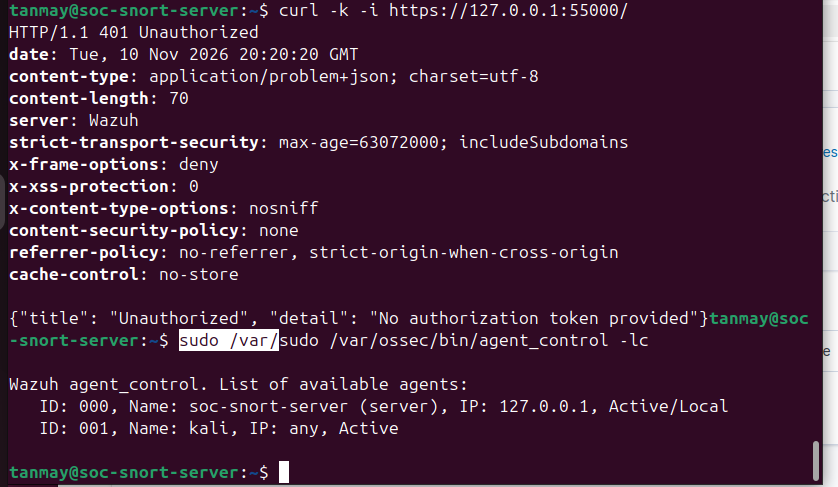 tanmay@soc-snort-server:~$ curl -k -i https://127.0.0.1:55000/
HTTP/1.1 401 Unauthorized
date: Tue, 10 Nov 2026 20:20:20 GMT
content-type: application/problem+json; charset=utf-8
content-length: 70
server: Wazuh
strict-transport-security: max-age=63072000; includeSubdomains
x-frame-options: deny
x-xss-protection: 0
x-content-type-options: nosniff
content-security-policy: none
referrer-policy: no-referrer, strict-origin-when-cross-origin
cache-control: no-store

{"title": "Unauthorized", "detail": "No authorization token provided"}tanmay@soc
-snort-server:~$ sudo /var/sudo /var/ossec/bin/agent_control -lc

Wazuh agent_control. List of available agents:
   ID: 000, Name: soc-snort-server (server), IP: 127.0.0.1, Active/Local
   ID: 001, Name: kali, IP: any, Active

tanmay@soc-snort-server:~$